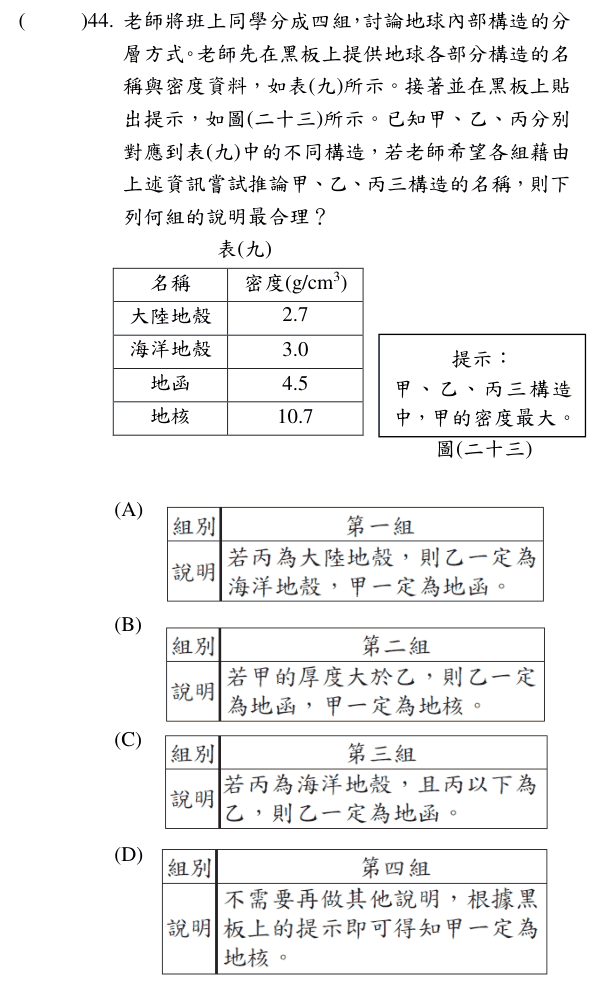 (　　)44. 老師將班上同學分成四組，討論地球內部構造的分
層方式。老師先在黑板上提供地球各部分構造的名
稱與密度資料，如表(九)所示。接著並在黑板上貼
出提示，如圖(二十三)所示。已知甲、乙、丙分別
對應到表(九)中的不同構造，若老師希望各組藉由
上述資訊嘗試推論甲、乙、丙三構造的名稱，則下
列何組的說明最合理？
表(九)
名稱 密度(g/cm³)
大陸地殼 2.7
海洋地殼 3.0
地函 4.5
地核 10.7
提示：
甲、乙、丙三構造
中，甲的密度最大。
圖(二十三)
(A)
組別 第一組
說明 若丙為大陸地殼，則乙一定為
海洋地殼，甲一定為地函。
(B)
組別 第二組
說明 若甲的厚度大於乙，則乙一定
為地函，甲一定為地核。
(C)
組別 第三組
說明 若丙為海洋地殼，且丙以下為
乙，則乙一定為地函。
(D)
組別 第四組
說明 不需要再做其他說明，根據黑
板上的提示即可得知甲一定為
地核。